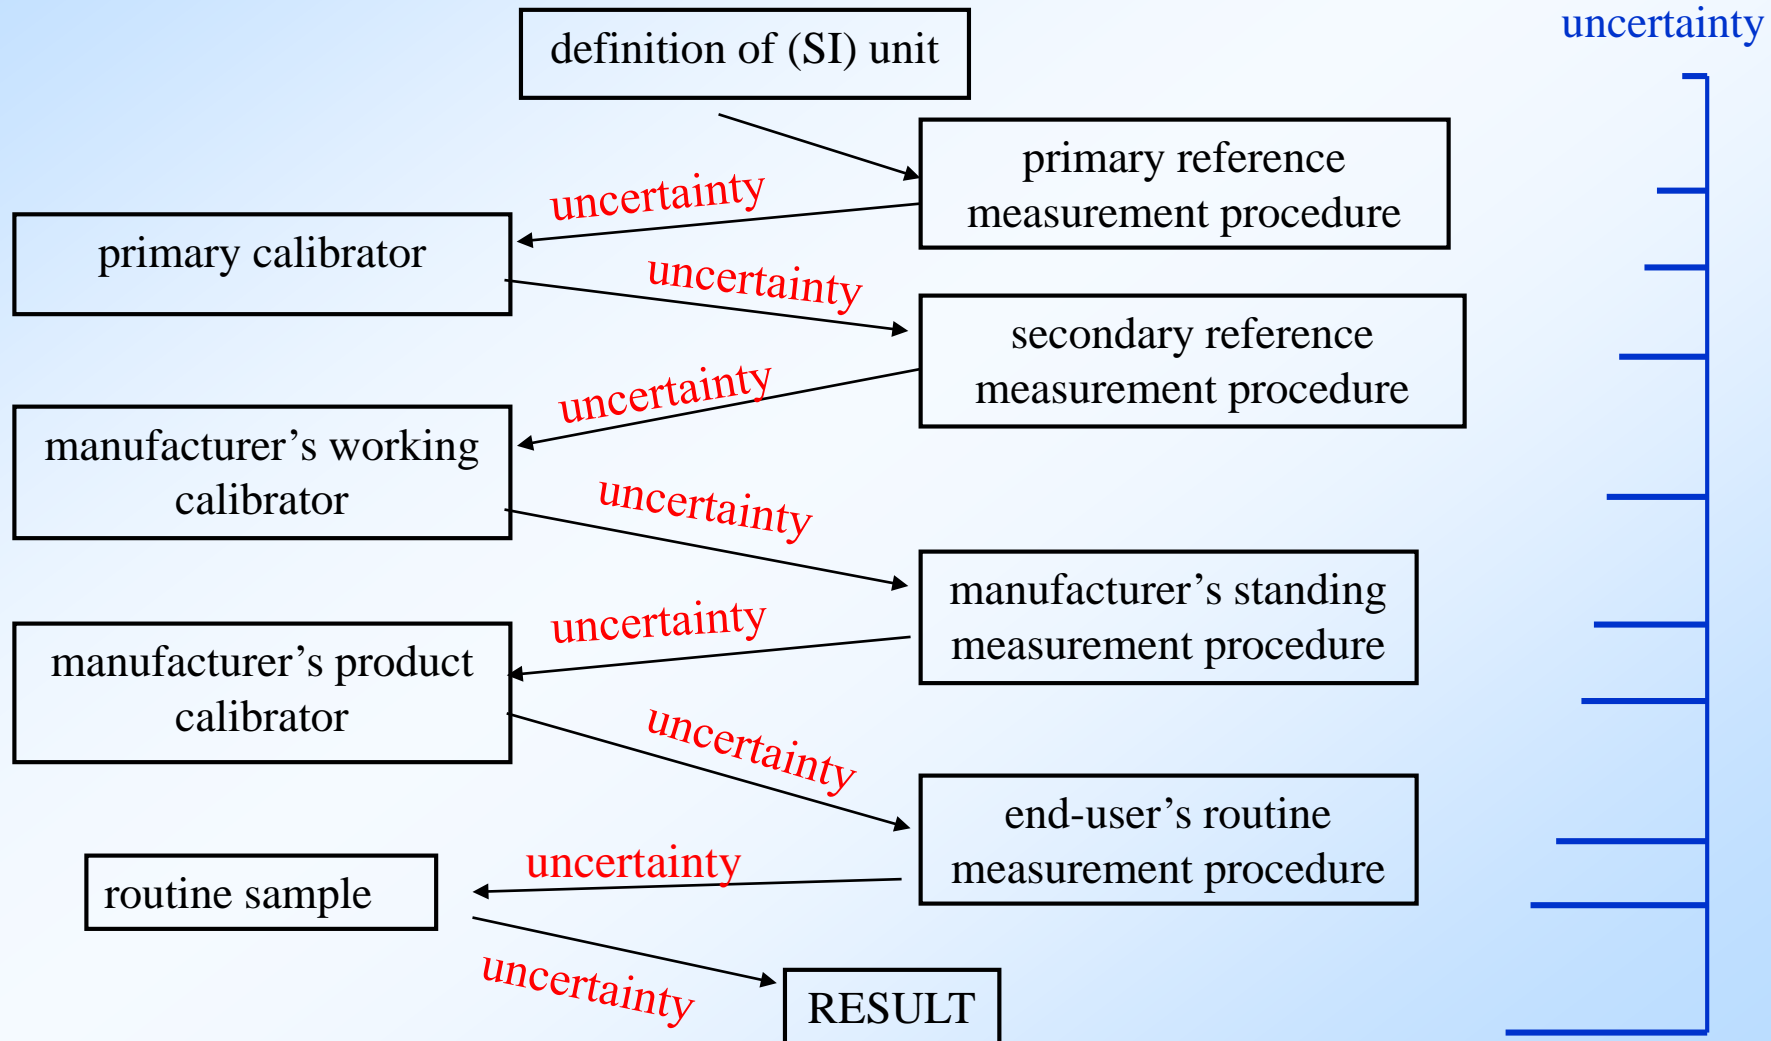 uncertainty
definition of (SI) unit
primary reference
measurement procedure
uncertainty
primary calibrator
uncertainty
secondary reference
measurement procedure
uncertainty
manufacturer’s working
calibrator
uncertainty
manufacturer’s standing
measurement procedure
uncertainty
manufacturer’s product
calibrator
uncertainty
end-user’s routine
measurement procedure
uncertainty
routine sample
uncertainty
RESULT